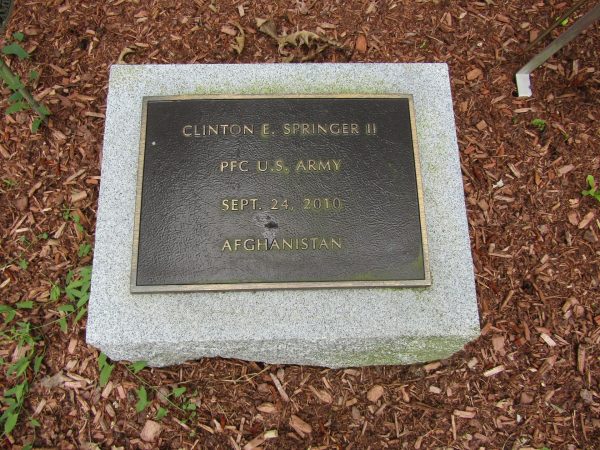 CLINTON E. SPRINGER II
PFC U.S. ARMY
SEPT. 24, 2010
AFGHANISTAN